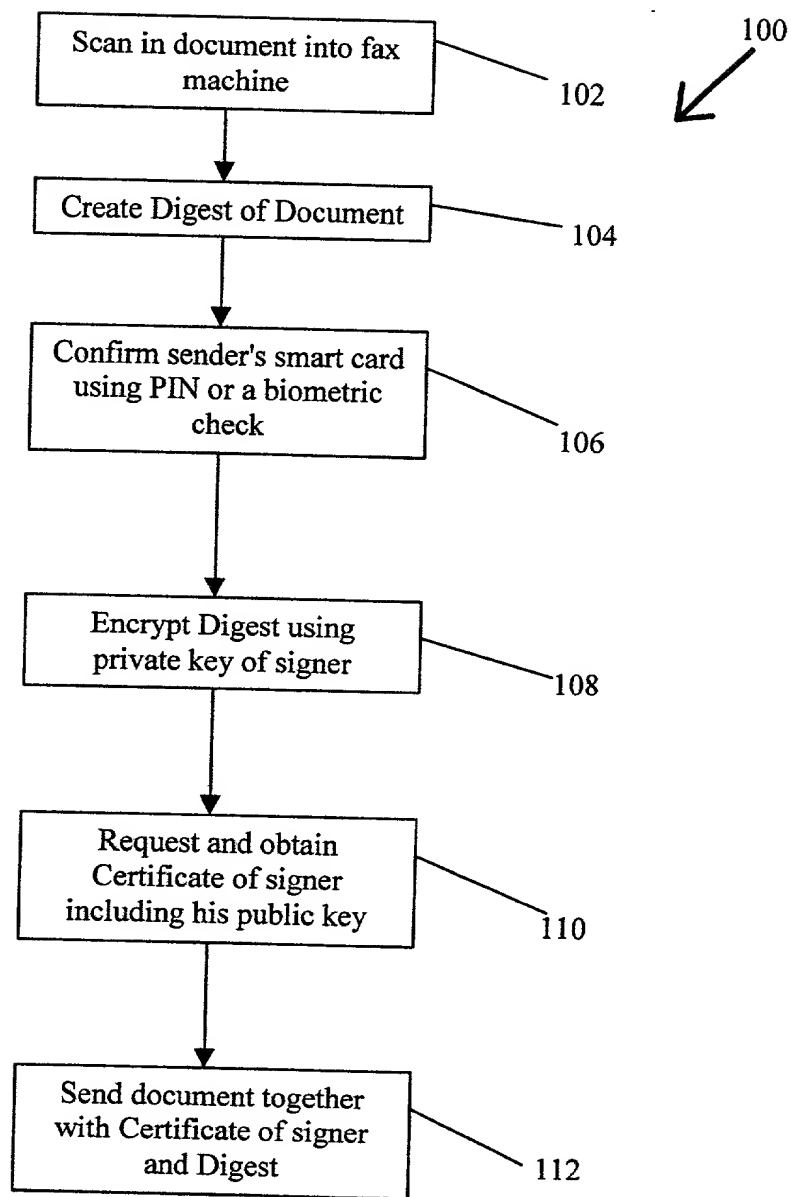 100
Scan in document into fax
machine
102
Create Digest of Document
104
Confirm sender's smart card
using PIN or a biometric
check
106
Encrypt Digest using
private key of signer
108
Request and obtain
Certificate of signer
including his public key
110
Send document together
with Certificate of signer
and Digest
112